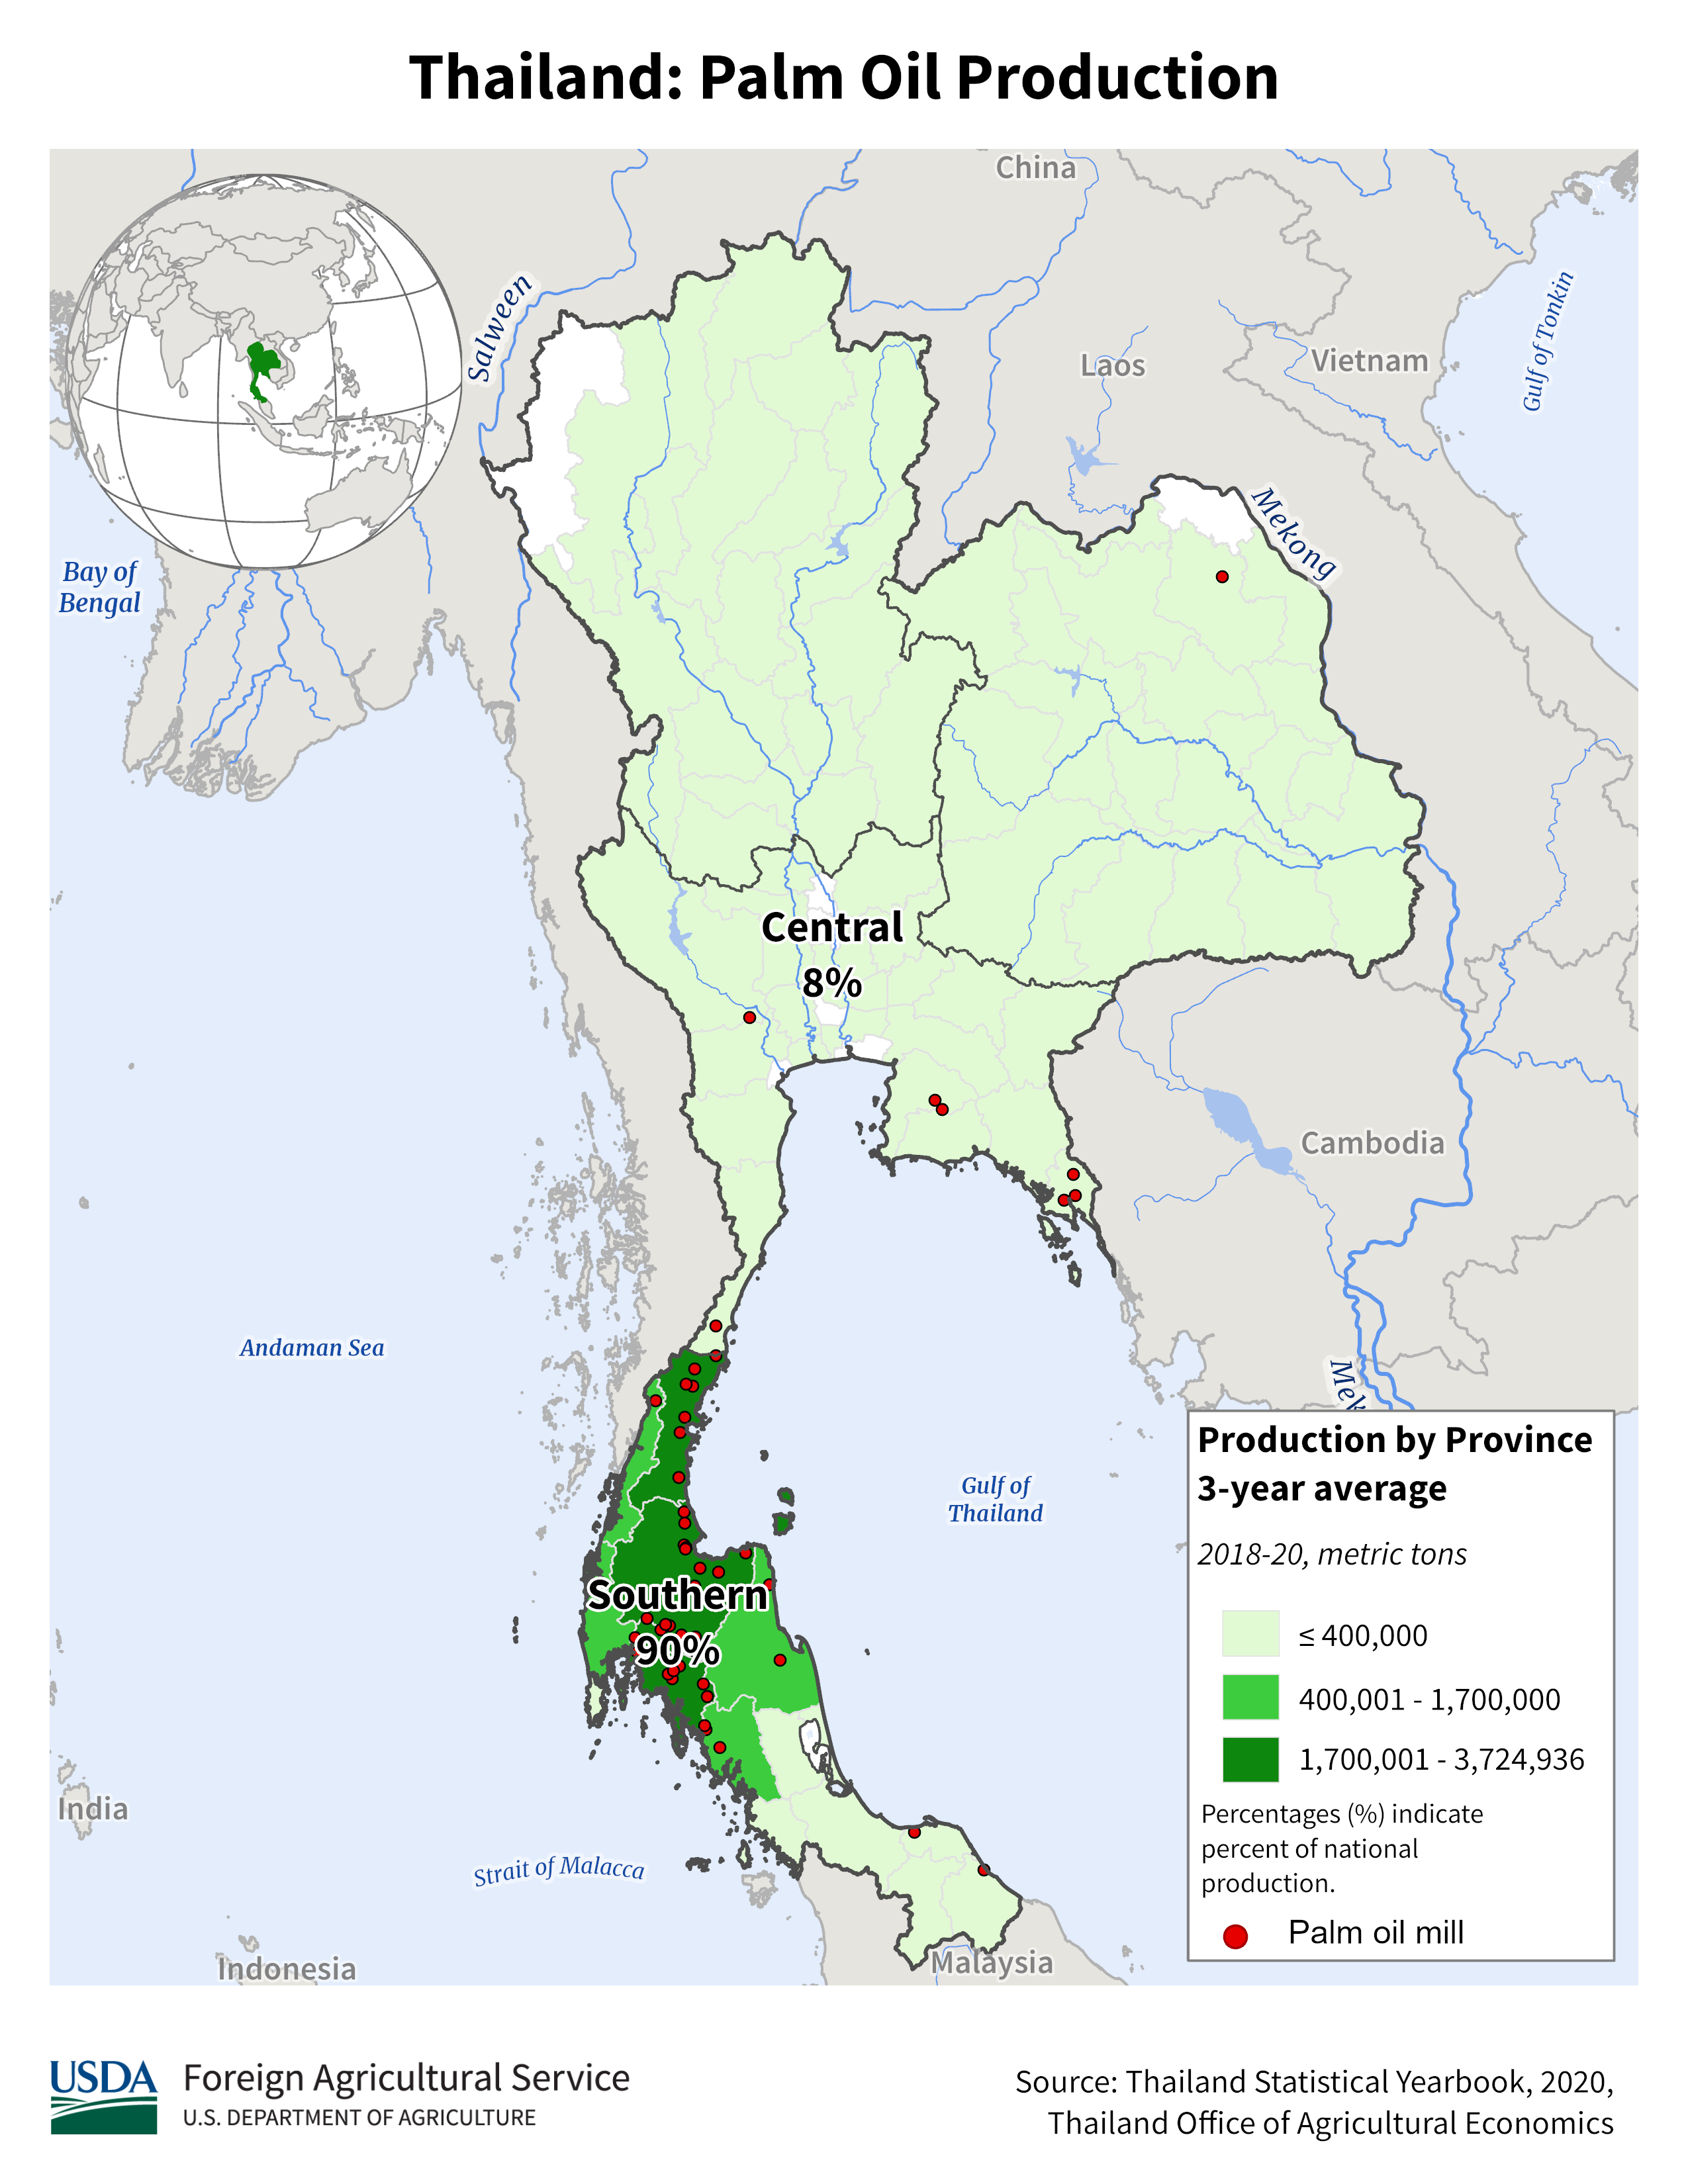 Thailand: Palm Oil Production
China
Salween
Gulf of Tonkin
Laos
Vietnam
Mekong
Bay of
Bengal
Central
8%
Cambodia
Andaman Sea
Mek
Gulf of
Thailand
Southern
90%
India
Strait of Malacca
Indonesia
Malaysia
Production by Province
3-year average
2018-20, metric tons
≤ 400,000
400,001 - 1,700,000
1,700,001 - 3,724,936
Percentages (%) indicate
percent of national
production.
Palm oil mill
USDA
Foreign Agricultural Service
U.S. DEPARTMENT OF AGRICULTURE
Source: Thailand Statistical Yearbook, 2020,
Thailand Office of Agricultural Economics